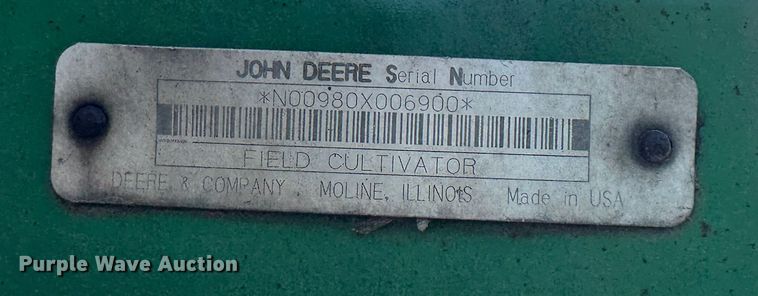 JOHN DEERE Serial Number
*N00980X006900*
FIELD CULTIVATOR
DEERE & COMPANY MOLINE, ILLINOIS Made in USA
Purple Wave Auction